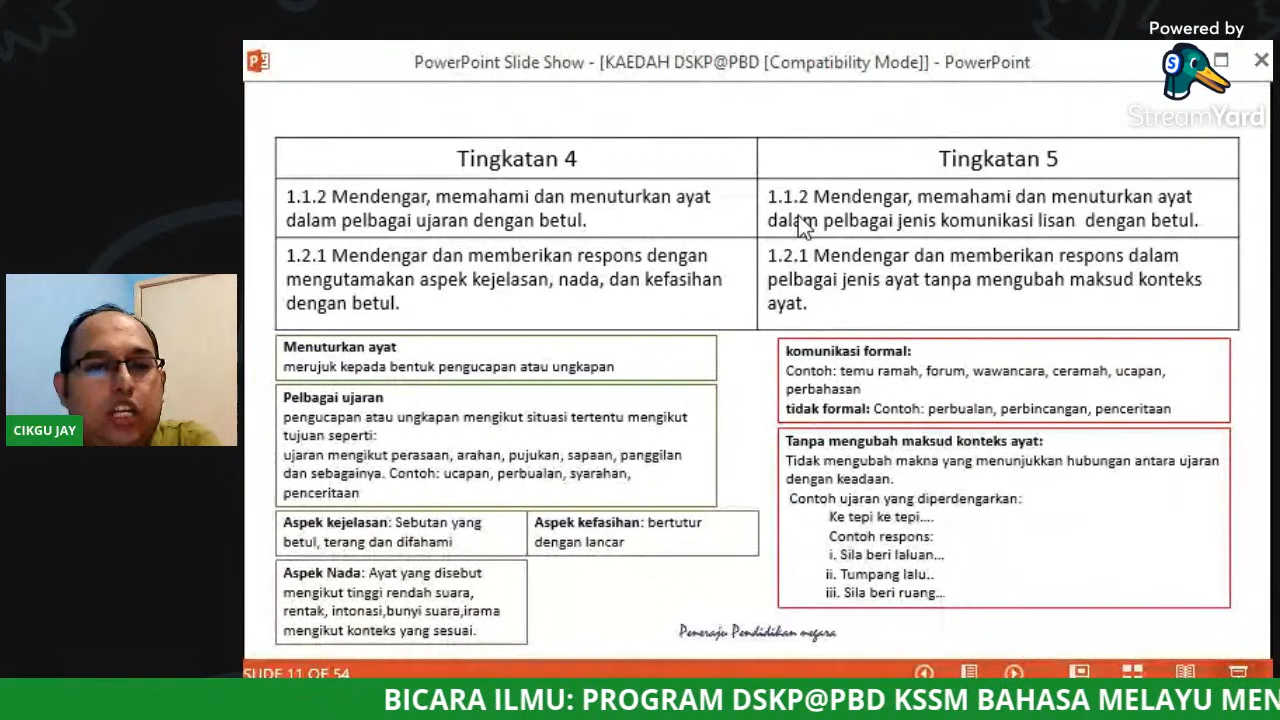 Powered by
StreamYard
PowerPoint Slide Show - [KAEDAH DSKP@PBD [Compatibility Mode]] - PowerPoint
Tingkatan 4
Tingkatan 5
1.1.2 Mendengar, memahami dan menuturkan ayat
dalam pelbagai ujaran dengan betul.
1.1.2 Mendengar, memahami dan menuturkan ayat
dalam pelbagai jenis komunikasi lisan dengan betul.
1.2.1 Mendengar dan memberikan respons dengan
mengutamakan aspek kejelasan, nada, dan kefasihan
dengan betul.
1.2.1 Mendengar dan memberikan respons dalam
pelbagai jenis ayat tanpa mengubah maksud konteks
ayat.
Menuturkan ayat
merujuk kepada bentuk pengucapan atau ungkapan
Pelbagai ujaran
pengucapan atau ungkapan mengikut situasi tertentu mengikut
tujuan seperti:
ujaran mengikut perasaan, arahan, pujukan, sapaan, panggilan
dan sebagainya. Contoh: ucapan, perbualan, syarahan,
penceritaan
Aspek kejelasan: Sebutan yang
betul, terang dan difahami
Aspek kefasihan: bertutur
dengan lancar
Aspek Nada: Ayat yang disebut
mengikut tinggi rendah suara,
rentak, intonasi,bunyi suara,irama
mengikut konteks yang sesuai.
komunikasi formal:
Contoh: temu ramah, forum, wawancara, ceramah, ucapan,
perbahasan
tidak formal: Contoh: perbualan, perbincangan, penceritaan
Tanpa mengubah maksud konteks ayat:
Tidak mengubah makna yang menunjukkan hubungan antara ujaran
dengan keadaan.
Contoh ujaran yang diperdengarkan:
Ke tepi ke tepi....
Contoh respons:
i. Sila beri laluan...
ii. Tumpang lalu..
iii. Sila beri ruang...
Peneraju Pendidikan negara
SLIDE 11 OF 54
CIKGU JAY
BICARA ILMU: PROGRAM DSKP@PBD KSSM BAHASA MELAYU MEN